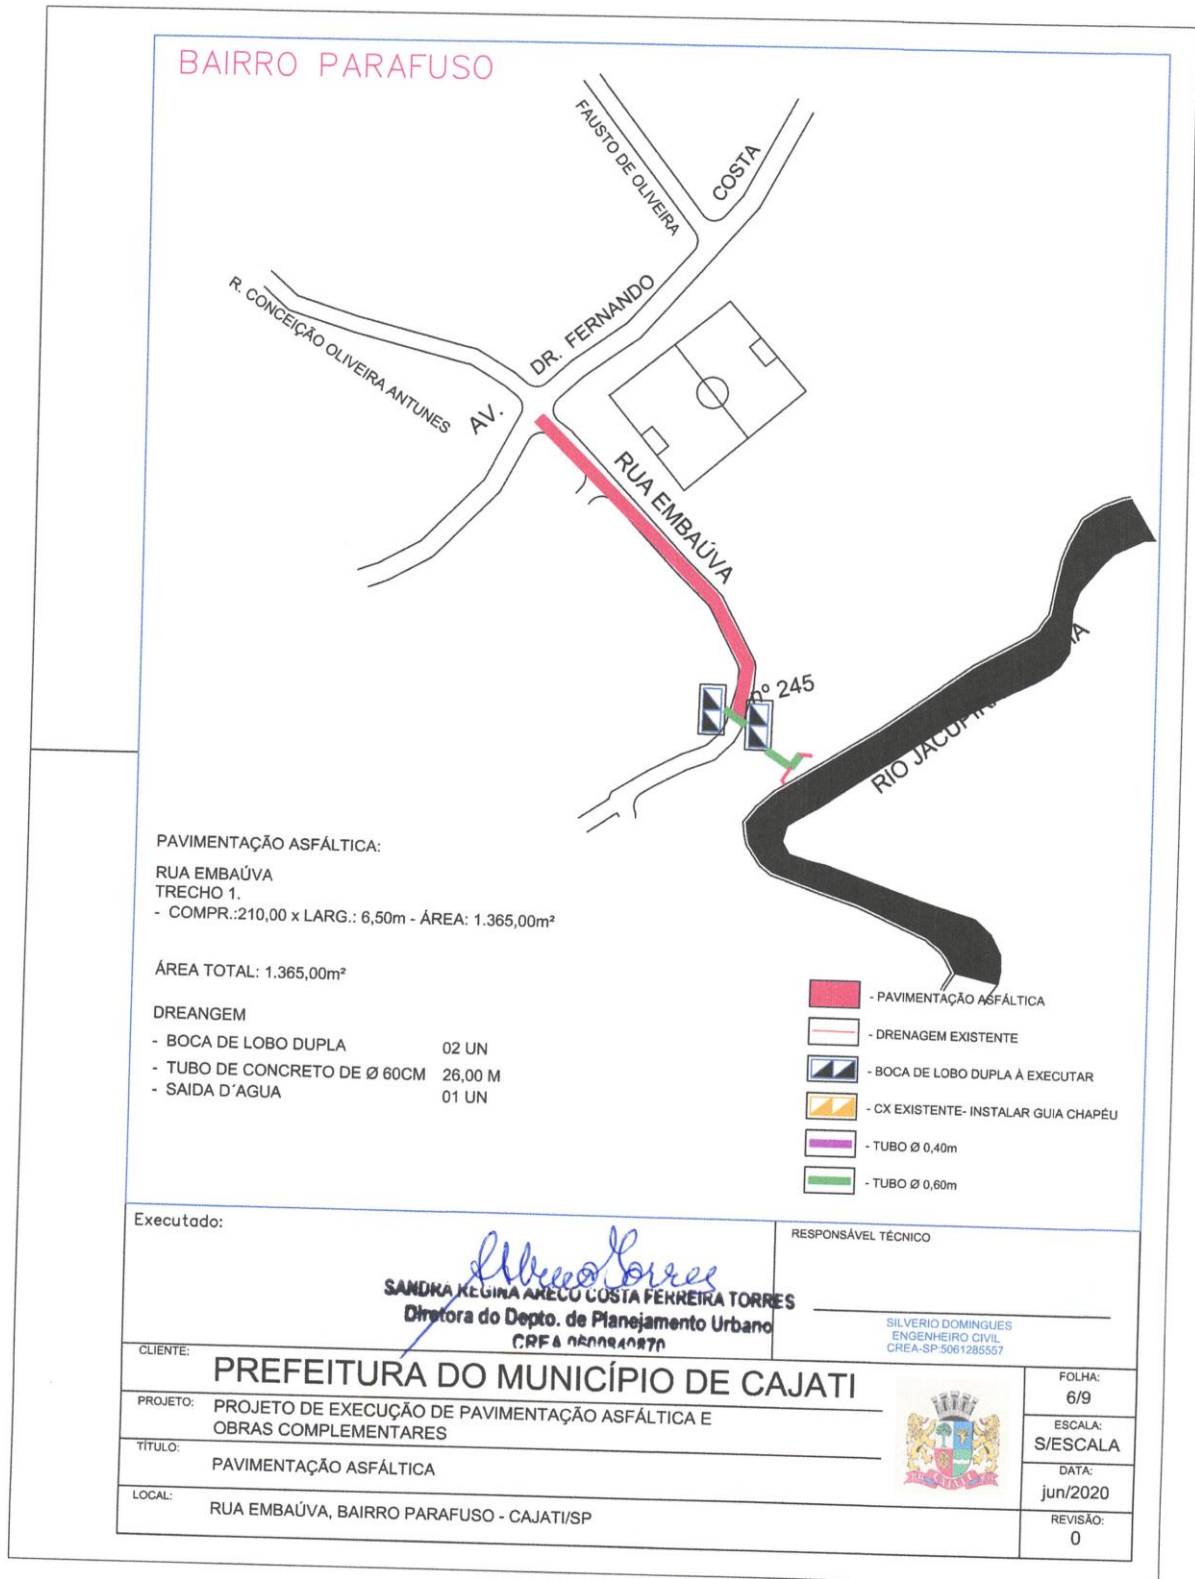 BAIRRO PARAFUSO
FAUSTO DE OLIVEIRA
COSTA
R. CONCEIÇÃO OLIVEIRA ANTUNES
AV.
DR. FERNANDO
RUA EMBAÚVA
nº 245
RIO JACUPIR
A
PAVIMENTAÇÃO ASFÁLTICA:
RUA EMBAÚVA
TRECHO 1.
- COMPR.:210,00 x LARG.: 6,50m - ÁREA: 1.365,00m²
ÁREA TOTAL: 1.365,00m²
DREANGEM
- BOCA DE LOBO DUPLA 02 UN
- TUBO DE CONCRETO DE Ø 60CM 26,00 M
- SAIDA D´AGUA 01 UN
- PAVIMENTAÇÃO ASFÁLTICA
- DRENAGEM EXISTENTE
- BOCA DE LOBO DUPLA À EXECUTAR
- CX EXISTENTE- INSTALAR GUIA CHAPÉU
- TUBO Ø 0,40m
- TUBO Ø 0,60m
Executado:
SANDRA REGINA ARECO COSTA FERREIRA TORRES
Diretora do Depto. de Planejamento Urbano
CREA 0600840870
RESPONSÁVEL TÉCNICO
SILVERIO DOMINGUES
ENGENHEIRO CIVIL
CREA-SP:5061285557
CLIENTE:
PREFEITURA DO MUNICÍPIO DE CAJATI
PROJETO:
PROJETO DE EXECUÇÃO DE PAVIMENTAÇÃO ASFÁLTICA E
OBRAS COMPLEMENTARES
TÍTULO:
PAVIMENTAÇÃO ASFÁLTICA
LOCAL:
RUA EMBAÚVA, BAIRRO PARAFUSO - CAJATI/SP
CAJATI
FOLHA:
6/9
ESCALA:
S/ESCALA
DATA:
jun/2020
REVISÃO:
0